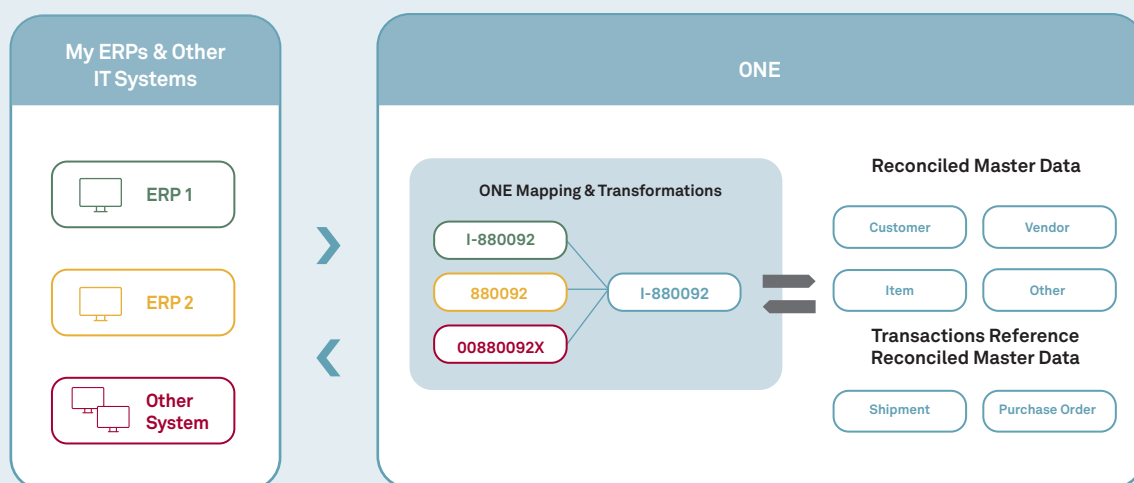 My ERPs & Other
IT Systems
ERP 1
ERP 2
Other
System
ONE
ONE Mapping & Transformations
I-880092
880092
00880092X
I-880092
Reconciled Master Data
Customer
Vendor
Item
Other
Transactions Reference
Reconciled Master Data
Shipment
Purchase Order